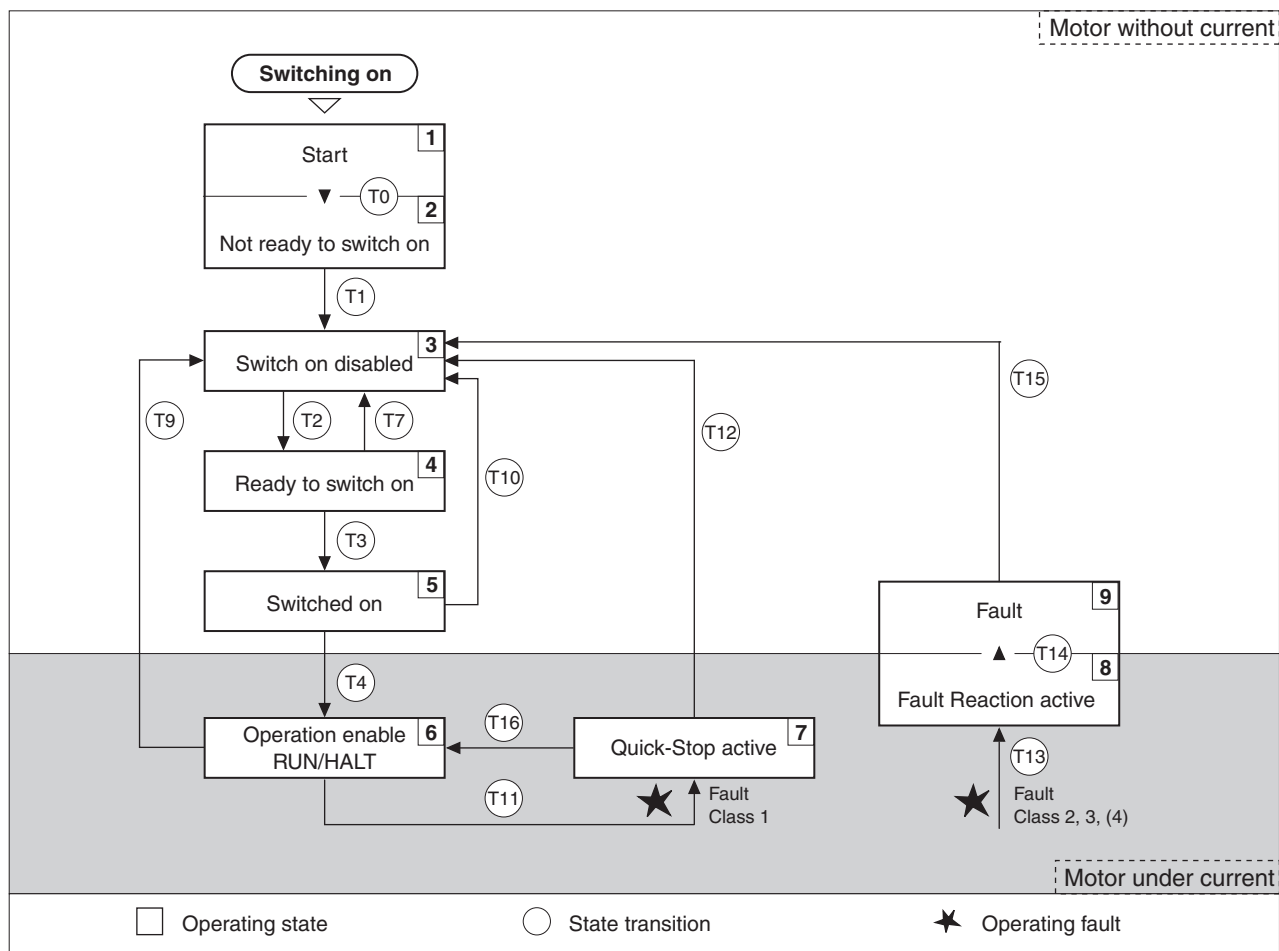 Motor without current
Switching on
1
Start
T0
2
Not ready to switch on
T1
3
Switch on disabled
T15
T9
T2
T7
T12
4
Ready to switch on
T10
T3
5
Switched on
9
Fault
T14
8
Fault Reaction active
T4
6
Operation enable
RUN/HALT
T16
7
Quick-Stop active
T13
T11
Fault
Class 1
Fault
Class 2, 3, (4)
Motor under current
Operating state
State transition
Operating fault